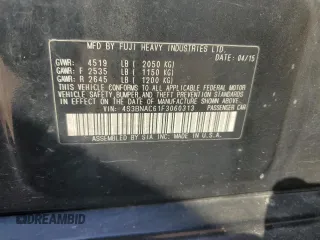 MFD. BY FUJI HEAVY INDUSTRIES LTD.
DATE: 04/15
GVWR: 4519 LB ( 2050 KG)
GAWR: F 2535 LB ( 1150 KG)
GAWR: R 2645 LB ( 1200 KG)
THIS VEHICLE CONFORMS TO ALL
APPLICABLE FEDERAL MOTOR
VEHICLE SAFETY, BUMPER, AND THEFT PREVENTION STANDARDS
IN EFFECT ON THE DATE OF MANUFACTURE SHOWN ABOVE.
VIN: 4S3BNAC61F3060313 PASSENGER CAR
ASSEMBLED BY SIA INC. MADE IN U.S.A.
IDREAMBID